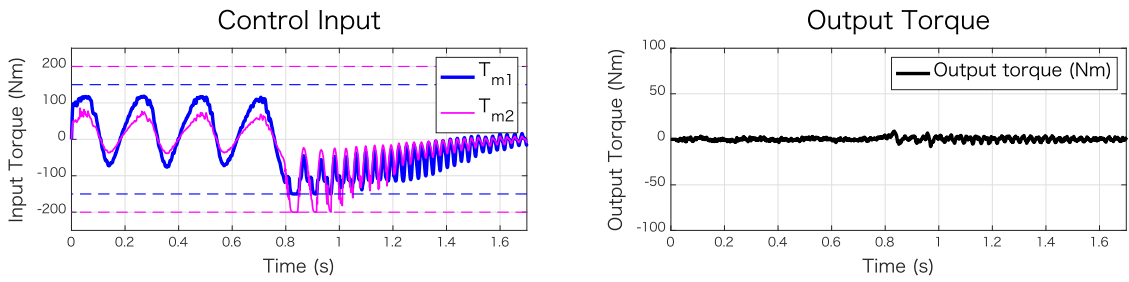 Control Input
Input Torque (Nm)
200
100
0
-100
-200
0 0.2 0.4 0.6 0.8 1 1.2 1.4 1.6
Time (s)
Tm1
Tm2
Output Torque
Output Torque (Nm)
100
50
0
-50
-100
0 0.2 0.4 0.6 0.8 1 1.2 1.4 1.6
Time (s)
Output torque (Nm)